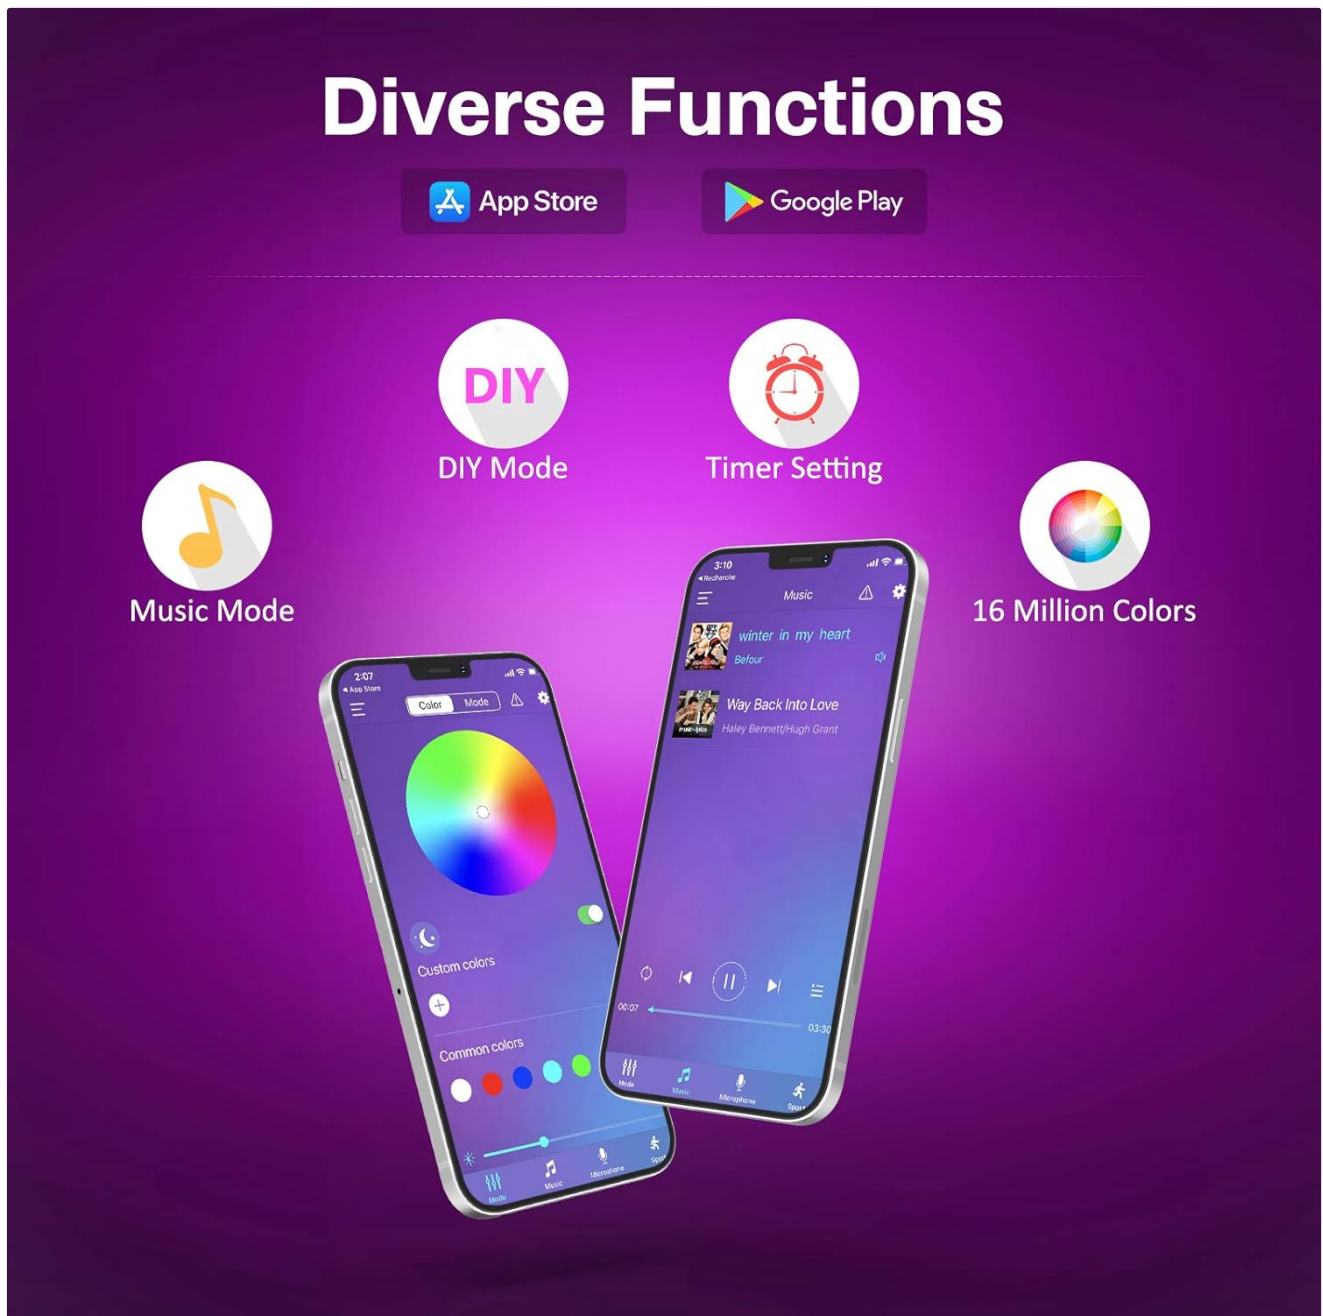 Diverse Functions
App Store
Google Play
DIY
DIY Mode
Timer Setting
Music Mode
16 Million Colors
2:07
App Store
Color
Mode
Custom colors
Common colors
Mode
Music
Microphone
Sport
3:10
Recherche
Music
winter in my heart
Befour
Way Back Into Love
Haley Bennett/Hugh Grant
00:07
03:30
Mode
Music
Microphone
Sport